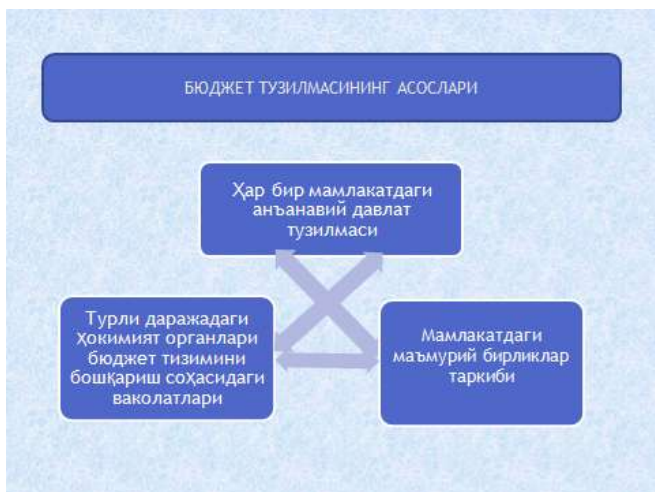 БЮДЖЕТ ТУЗИЛМАСИНИНГ АСОСЛАРИ
Ҳар бир мамлакатдаги
анъанавий давлат
тузилмаси
Турли даражадаги
ҳокимият органлари
бюджет тизимини
бошқариш соҳасидаги
ваколатлари
Мамлакатдаги
маъмурий бирликлар
таркиби